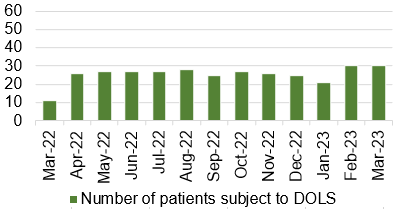 60
50
40
30
20
10
0
Mar-22
Apr-22
May-22
Jun-22
Jul-22
Aug-22
Sep-22
Oct-22
Nov-22
Dec-22
Jan-23
Feb-23
Mar-23
Number of patients subject to DOLS